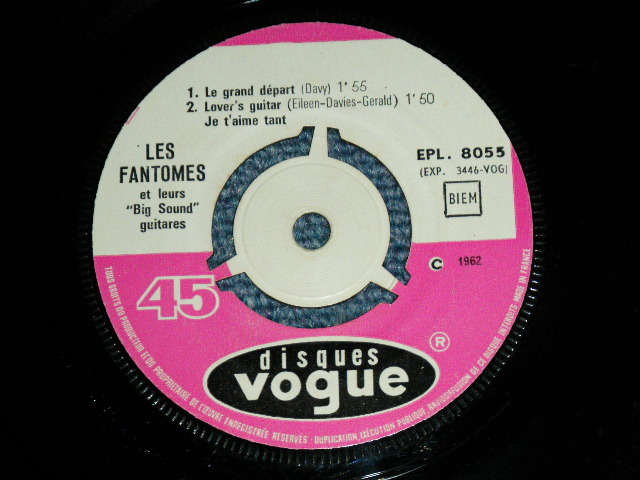 1. Le grand départ (Davy) 1'55
2. Lover's guitar (Eileen-Davies-Gerald) 1'50
Je t'aime tant
LES
FANTOMES
et leurs
"Big Sound"
guitares
EPL. 8055
(EXP. 3446-VOG)
BIEM
C 1962
45
®
disques
vogue
TOUS DROITS DU PRODUCTEUR ET DU PROPRIETAIRE DE L'ŒUVRE ENREGISTRÉE RESERVÉS - DUPLICATION, EXÉCUTION PUBLIQUE RADIODIFFUSION DE CE DISQUE INTERDITS MADE IN FRANCE